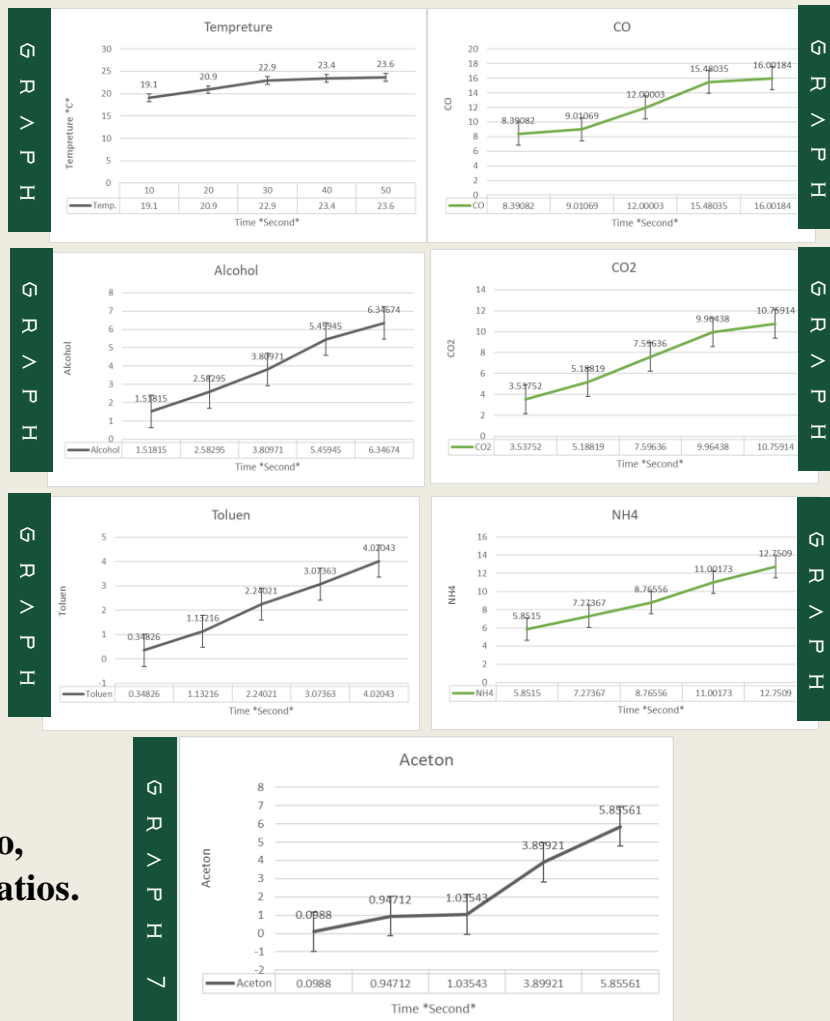 GRAPH
Tempreture
Tempreture *C*
30
25
20
15
10
5
0
19.1
20.9
22.9
23.4
23.6
10 20 30 40 50
Temp. 19.1 20.9 22.9 23.4 23.6
Time *Second*
GRAPH
CO
CO
20
18
16
14
12
10
8
6
4
2
0
8.39082
9.01069
12.00003
15.48035
16.00184
CO 8.39082 9.01069 12.00003 15.48035 16.00184
Time *Second*
GRAPH
Alcohol
Alcohol
8
7
6
5
4
3
2
1
0
1.51815
2.58295
3.80971
5.45945
6.34674
Alcohol 1.51815 2.58295 3.80971 5.45945 6.34674
Time *Second*
GRAPH
CO2
CO2
14
12
10
8
6
4
2
0
3.53752
5.18819
7.59636
9.96438
10.75914
CO2 3.53752 5.18819 7.59636 9.96438 10.75914
Time *Second*
GRAPH
Toluen
Toluen
5
4
3
2
1
0
-1
0.34826
1.13216
2.24021
3.07363
4.02043
Toluen 0.34826 1.13216 2.24021 3.07363 4.02043
Time *Second*
GRAPH
NH4
NH4
16
14
12
10
8
6
4
2
0
5.8515
7.27367
8.76556
11.00173
12.7509
NH4 5.8515 7.27367 8.76556 11.00173 12.7509
Time *Second*
GRAPH 7
Aceton
Aceton
8
7
6
5
4
3
2
1
0
-1
-2
0.0988
0.94712
1.03543
3.89921
5.85561
Aceton 0.0988 0.94712 1.03543 3.89921 5.85561
Time *Second*